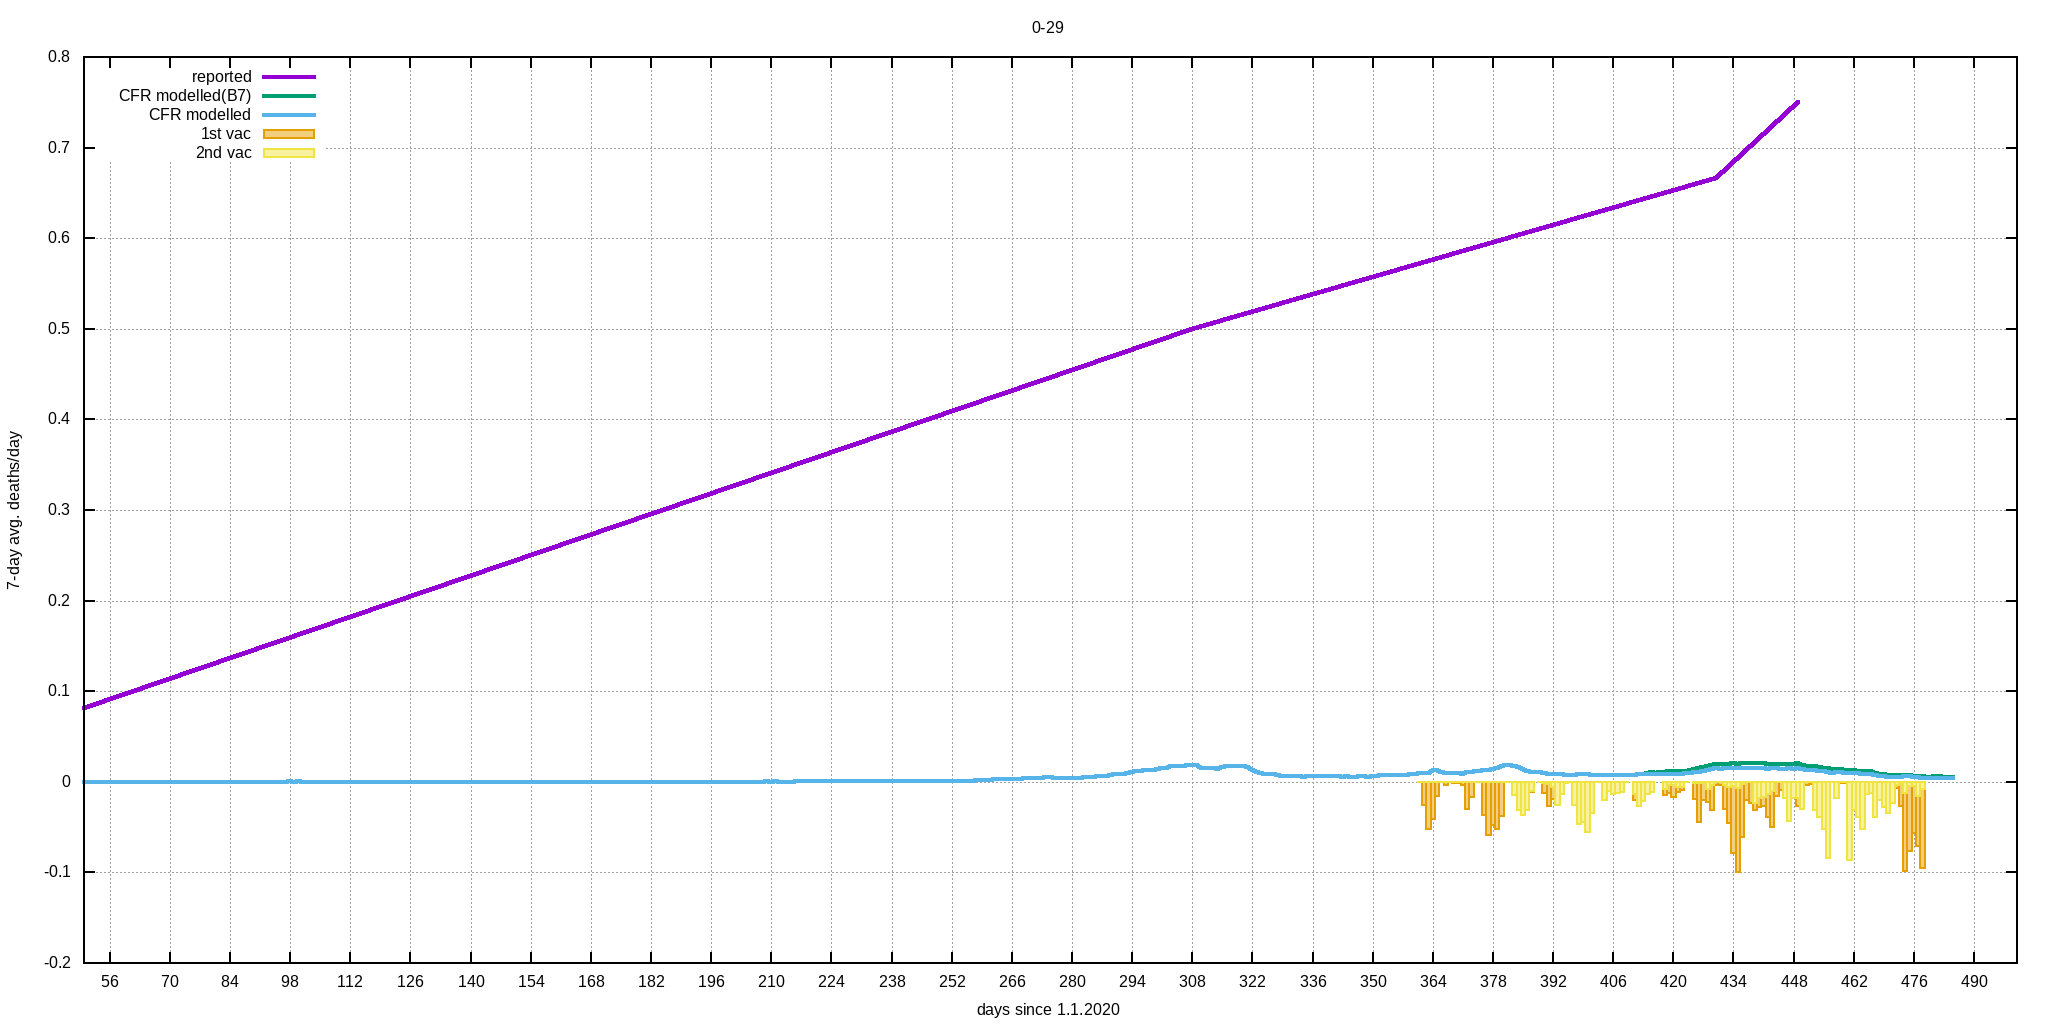 0-29
reported
CFR modelled(B7)
CFR modelled
1st vac
2nd vac
0.8
0.7
0.6
0.5
0.4
0.3
0.2
0.1
0
-0.1
-0.2
7-day avg. deaths/day
56 70 84 98 112 126 140 154 168 182 196 210 224 238 252 266 280 294 308 322 336 350 364 378 392 406 420 434 448 462 476 490
days since 1.1.2020